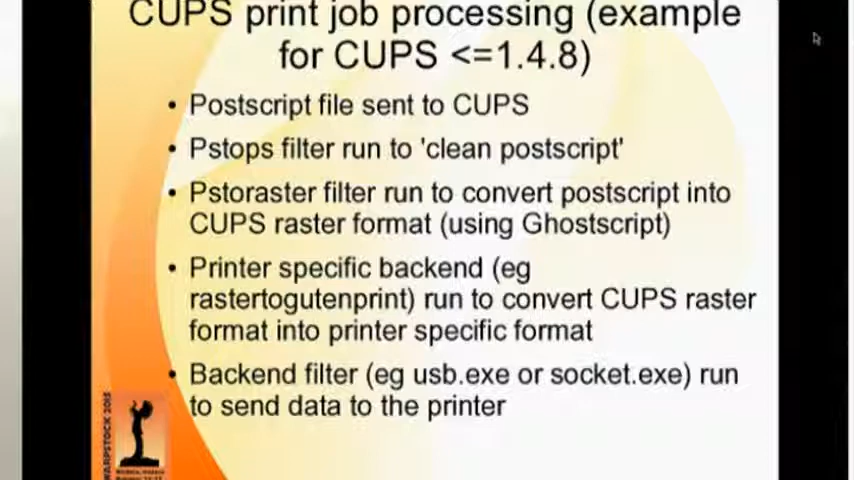 CUPS print job processing (example
for CUPS <=1.4.8)
• Postscript file sent to CUPS
• Pstops filter run to 'clean postscript'
• Pstoraster filter run to convert postscript into
CUPS raster format (using Ghostscript)
• Printer specific backend (eg
rastertogutenprint) run to convert CUPS raster
format into printer specific format
• Backend filter (eg usb.exe or socket.exe) run
to send data to the printer
WARPSTOCK 2015